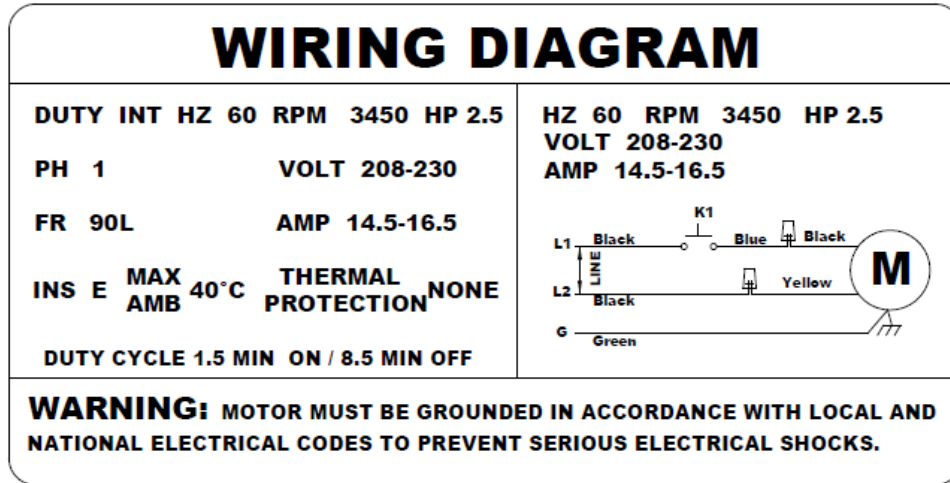 WIRING DIAGRAM
DUTY INT HZ 60 RPM 3450 HP 2.5
PH 1 VOLT 208-230
FR 90L AMP 14.5-16.5
INS E MAX AMB 40°C THERMAL PROTECTION NONE
DUTY CYCLE 1.5 MIN ON / 8.5 MIN OFF
HZ 60 RPM 3450 HP 2.5
VOLT 208-230
AMP 14.5-16.5
K1
L1 Black Blue Black
LINE
M
L2 Black Yellow
G Green
WARNING: MOTOR MUST BE GROUNDED IN ACCORDANCE WITH LOCAL AND
NATIONAL ELECTRICAL CODES TO PREVENT SERIOUS ELECTRICAL SHOCKS.